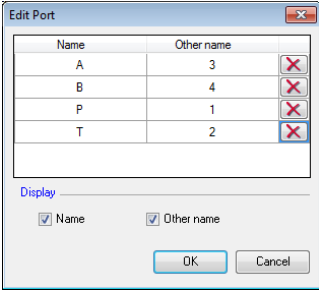 Edit Port
Name Other name
A 3
B 4
P 1
T 2
Display
Name Other name
OK Cancel